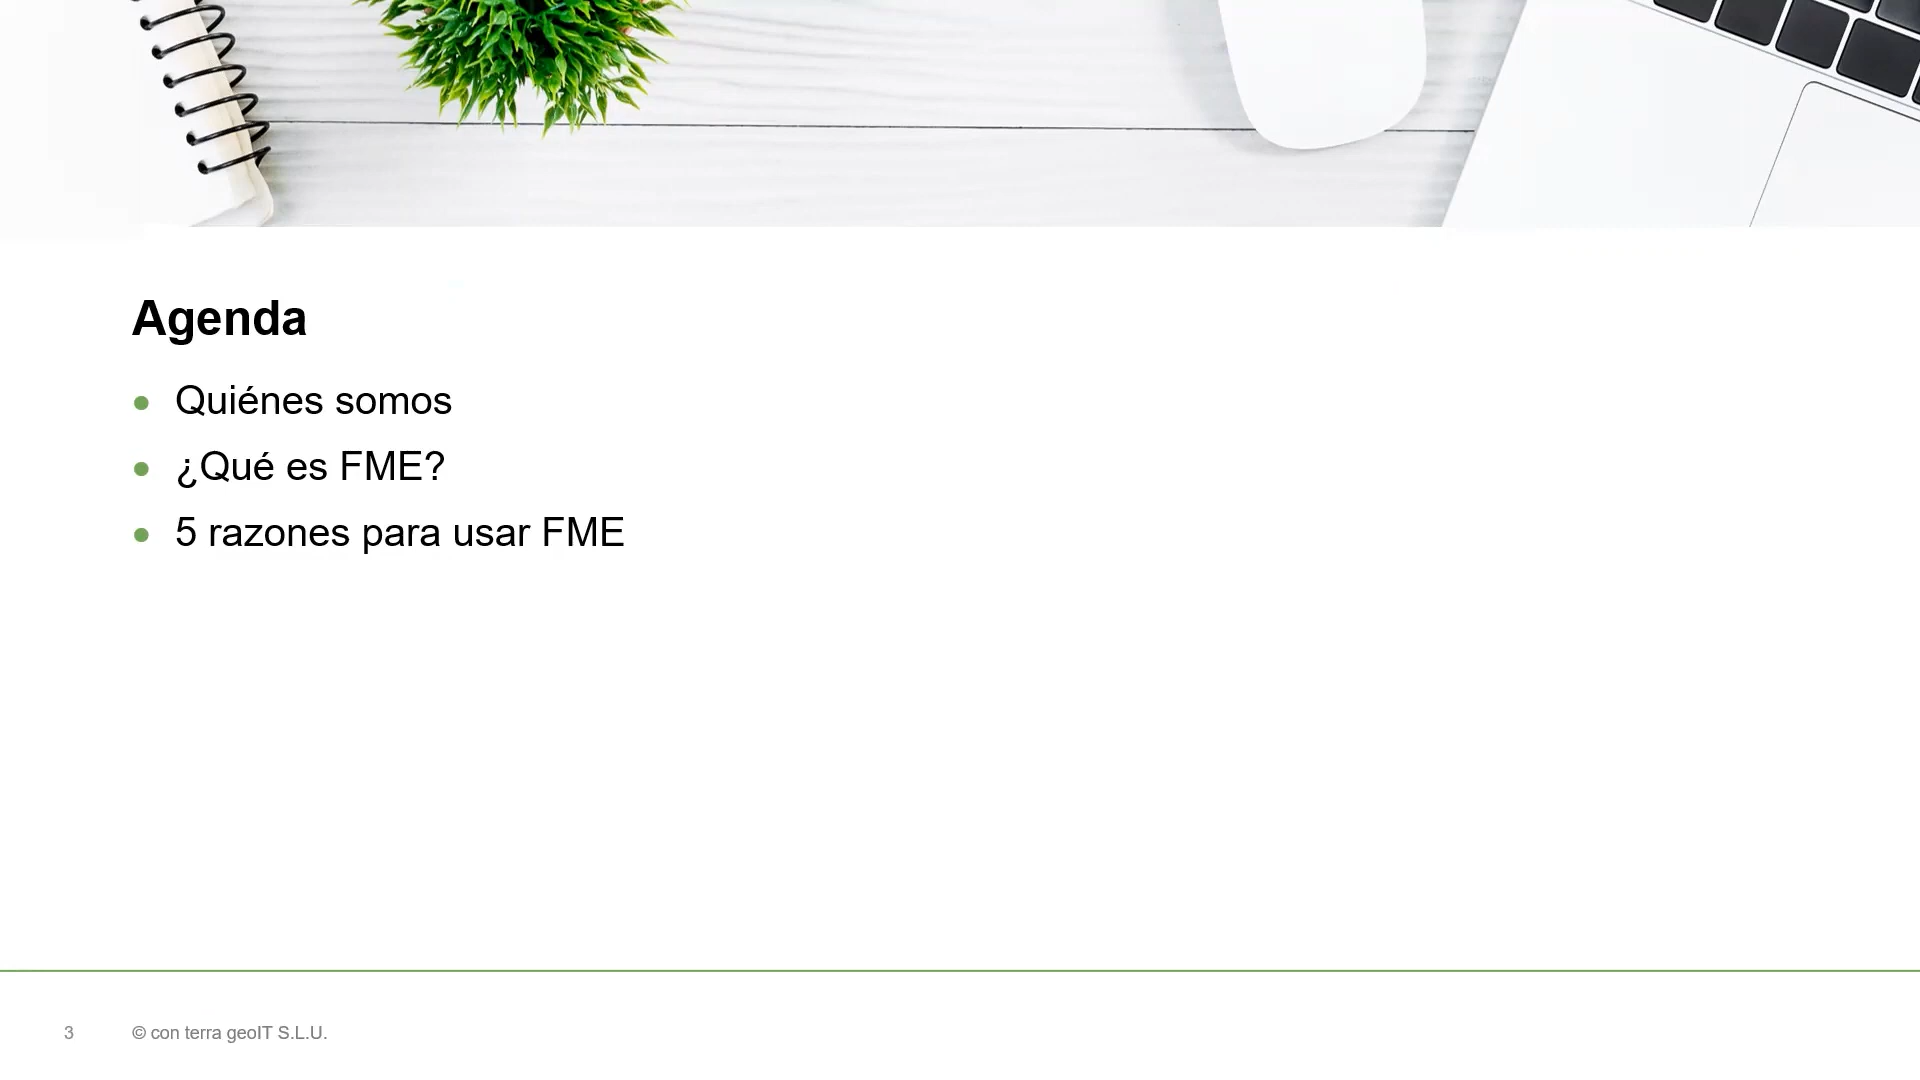 Agenda
• Quiénes somos
• ¿Qué es FME?
• 5 razones para usar FME
3 © con terra geoIT S.L.U.